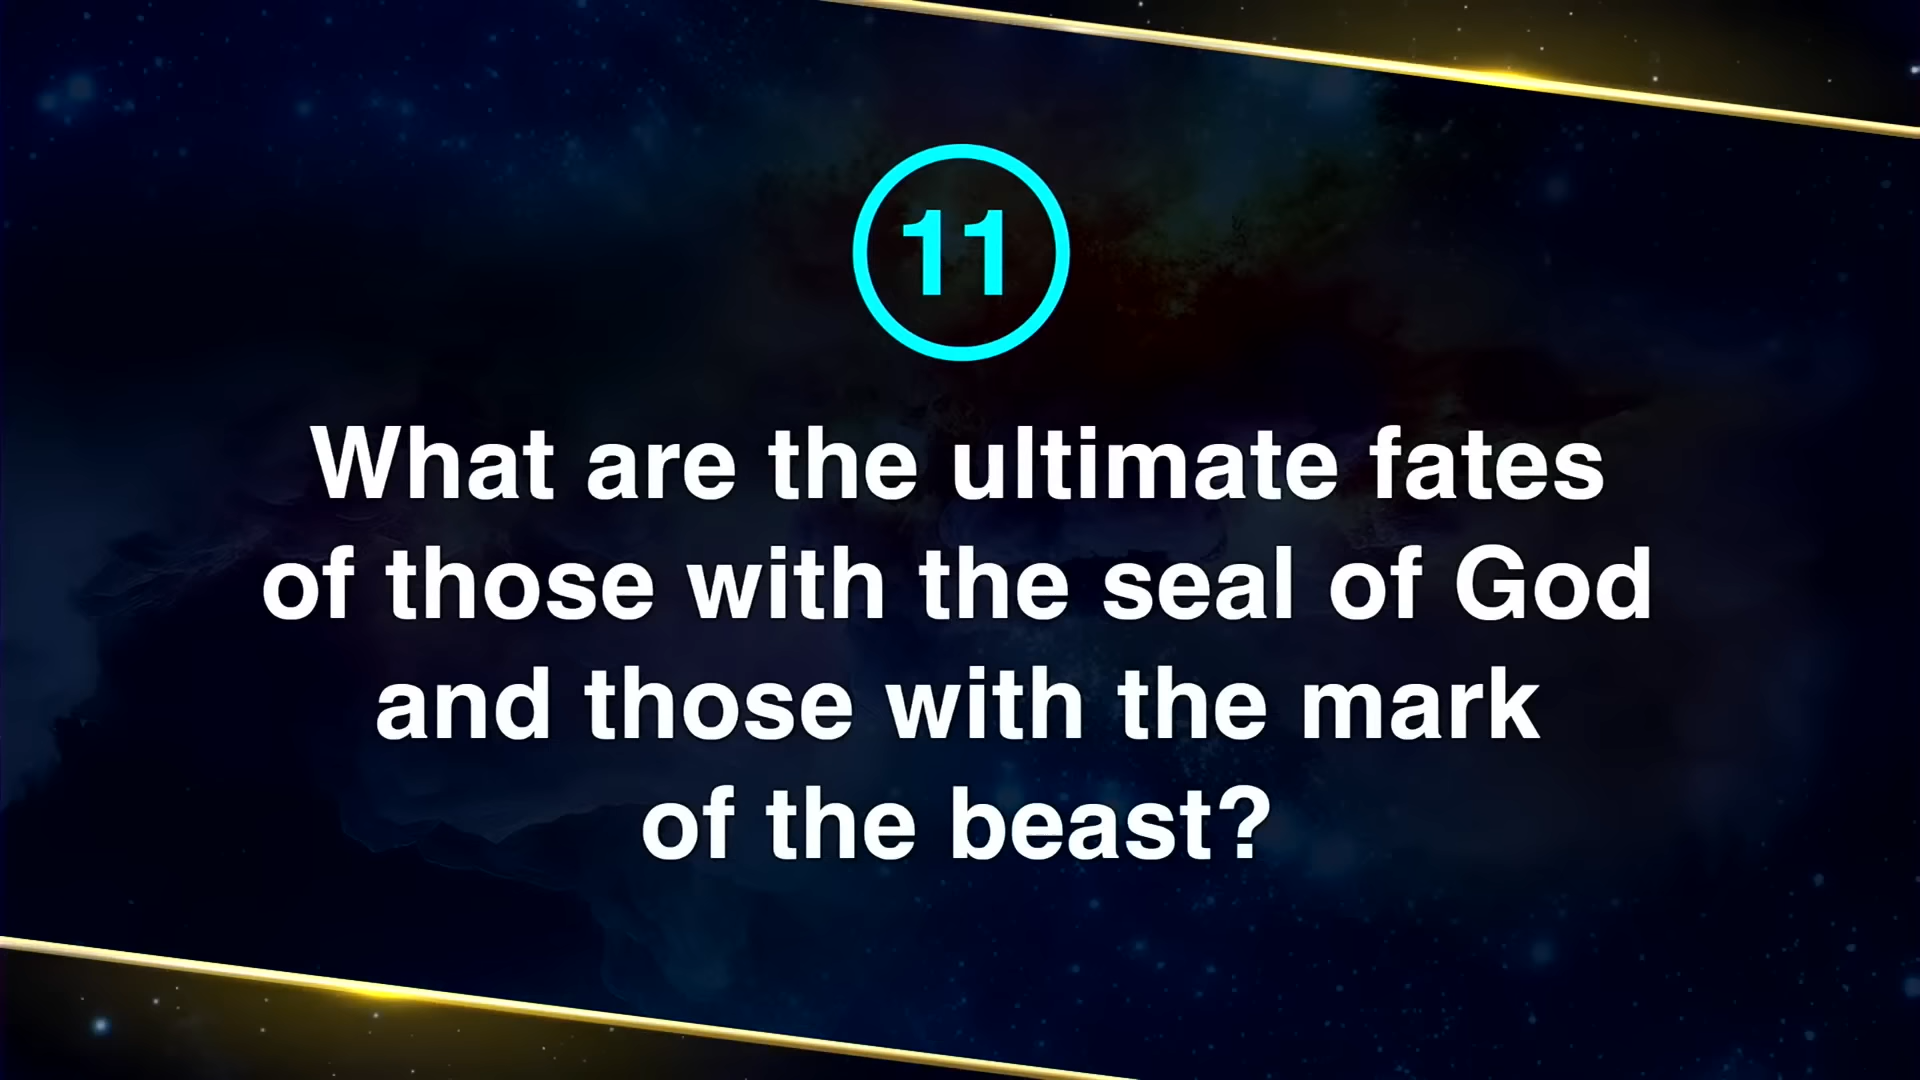 11
What are the ultimate fates
of those with the seal of God
and those with the mark
of the beast?